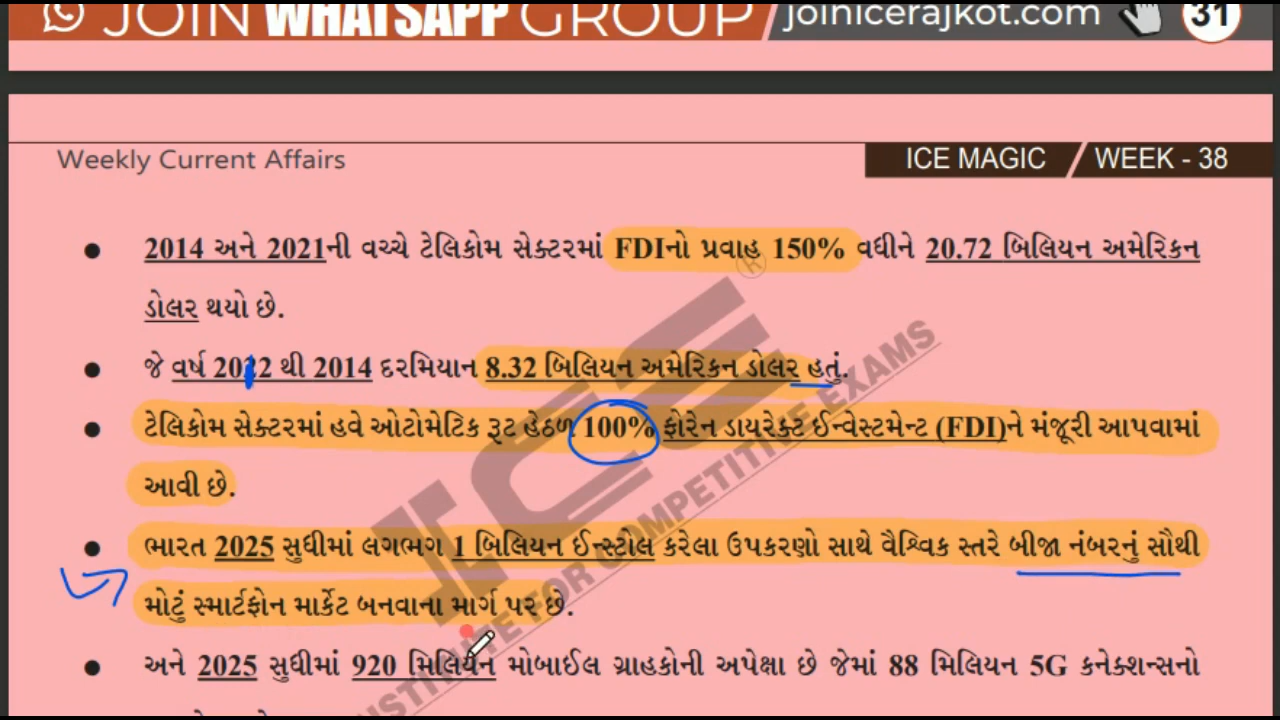 JOIN WHATSAPP GROUP joinicerajkot.com 31
Weekly Current Affairs ICE MAGIC WEEK - 38
● 2014 અને 2021ની વચ્ચે ટેલિકોમ સેક્ટરમાં FDIનો પ્રવાહ 150% વધીને 20.72 બિલિયન અમેરિકન
ડોલર થયો છે.
● જે વર્ષ 2022 થી 2014 દરમિયાન 8.32 બિલિયન અમેરિકન ડોલર હતું.
● ટેલિકોમ સેક્ટરમાં હવે ઓટોમેટિક રૂટ હેઠળ 100% ફોરેન ડાયરેક્ટ ઈન્વેસ્ટમેન્ટ (FDI)ને મંજૂરી આપવામાં
આવી છે.
● ભારત 2025 સુધીમાં લગભગ 1 બિલિયન ઈન્સ્ટોલ કરેલા ઉપકરણો સાથે વૈશ્વિક સ્તરે બીજા નંબરનું સૌથી
મોટું સ્માર્ટફોન માર્કેટ બનવાના માર્ગ પર છે.
● અને 2025 સુધીમાં 920 મિલિયન મોબાઈલ ગ્રાહકોની અપેક્ષા છે જેમાં 88 મિલિયન 5G કનેક્શન્સનો
ICE ®
INSTITUTE FOR COMPETITIVE EXAMS